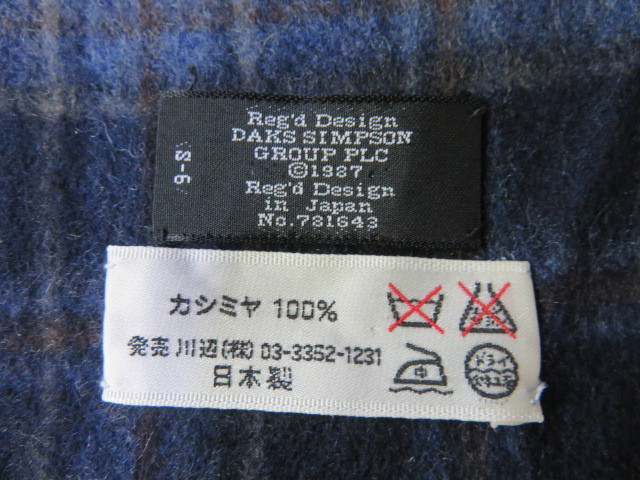 Reg'd Design
DAKS SIMPSON
GROUP PLC
©1987
Reg'd Design
in Japan
No.781643
カシミヤ 100%
発売 川辺(株) 03-3352-1231
日本製
中
ドライ